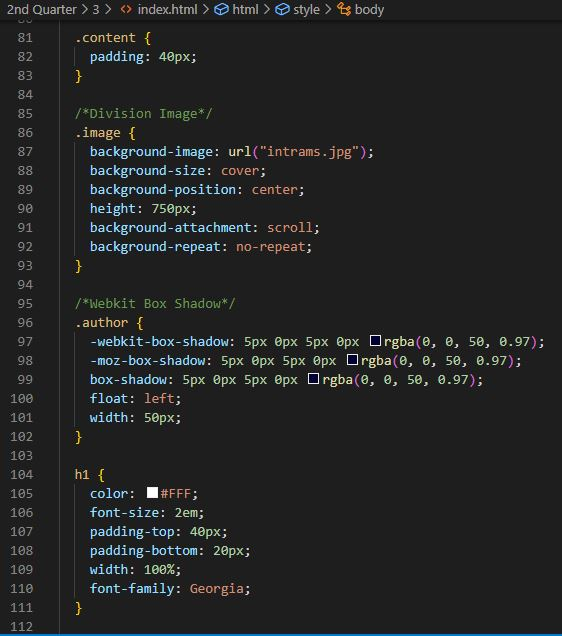 2nd Quarter > 3 > <> index.html > html > style > body
81 .content {
82 padding: 40px;
83 }
84
85 /*Division Image*/
86 .image {
87 background-image: url("intrams.jpg");
88 background-size: cover;
89 background-position: center;
90 height: 750px;
91 background-attachment: scroll;
92 background-repeat: no-repeat;
93 }
94
95 /*Webkit Box Shadow*/
96 .author {
97 -webkit-box-shadow: 5px 0px 5px 0px rgba(0, 0, 50, 0.97);
98 -moz-box-shadow: 5px 0px 5px 0px rgba(0, 0, 50, 0.97);
99 box-shadow: 5px 0px 5px 0px rgba(0, 0, 50, 0.97);
100 float: left;
101 width: 50px;
102 }
103
104 h1 {
105 color: #FFF;
106 font-size: 2em;
107 padding-top: 40px;
108 padding-bottom: 20px;
109 width: 100%;
110 font-family: Georgia;
111 }
112